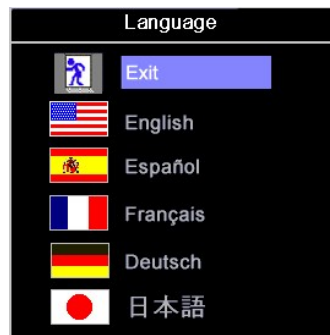 Language
Exit
English
Español
Français
Deutsch
日本語